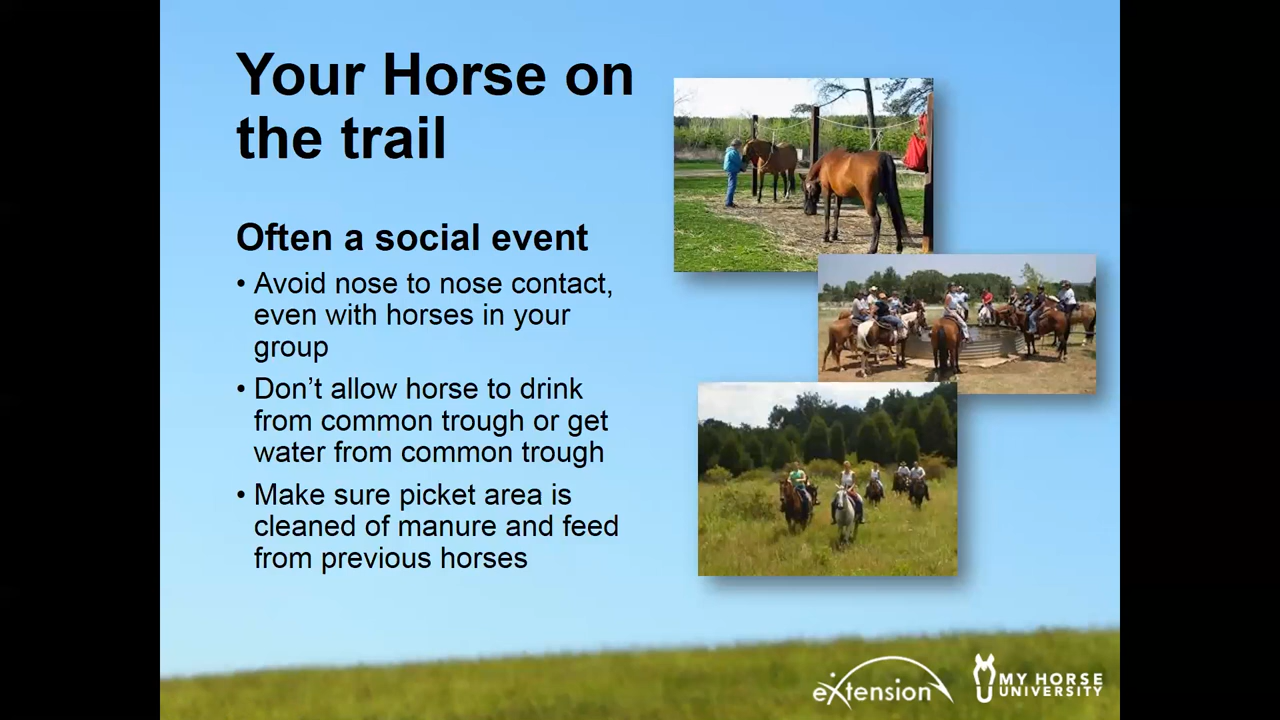 Your Horse on
the trail
Often a social event
• Avoid nose to nose contact,
even with horses in your
group
• Don’t allow horse to drink
from common trough or get
water from common trough
• Make sure picket area is
cleaned of manure and feed
from previous horses
eXtension
MY HORSE
UNIVERSITY